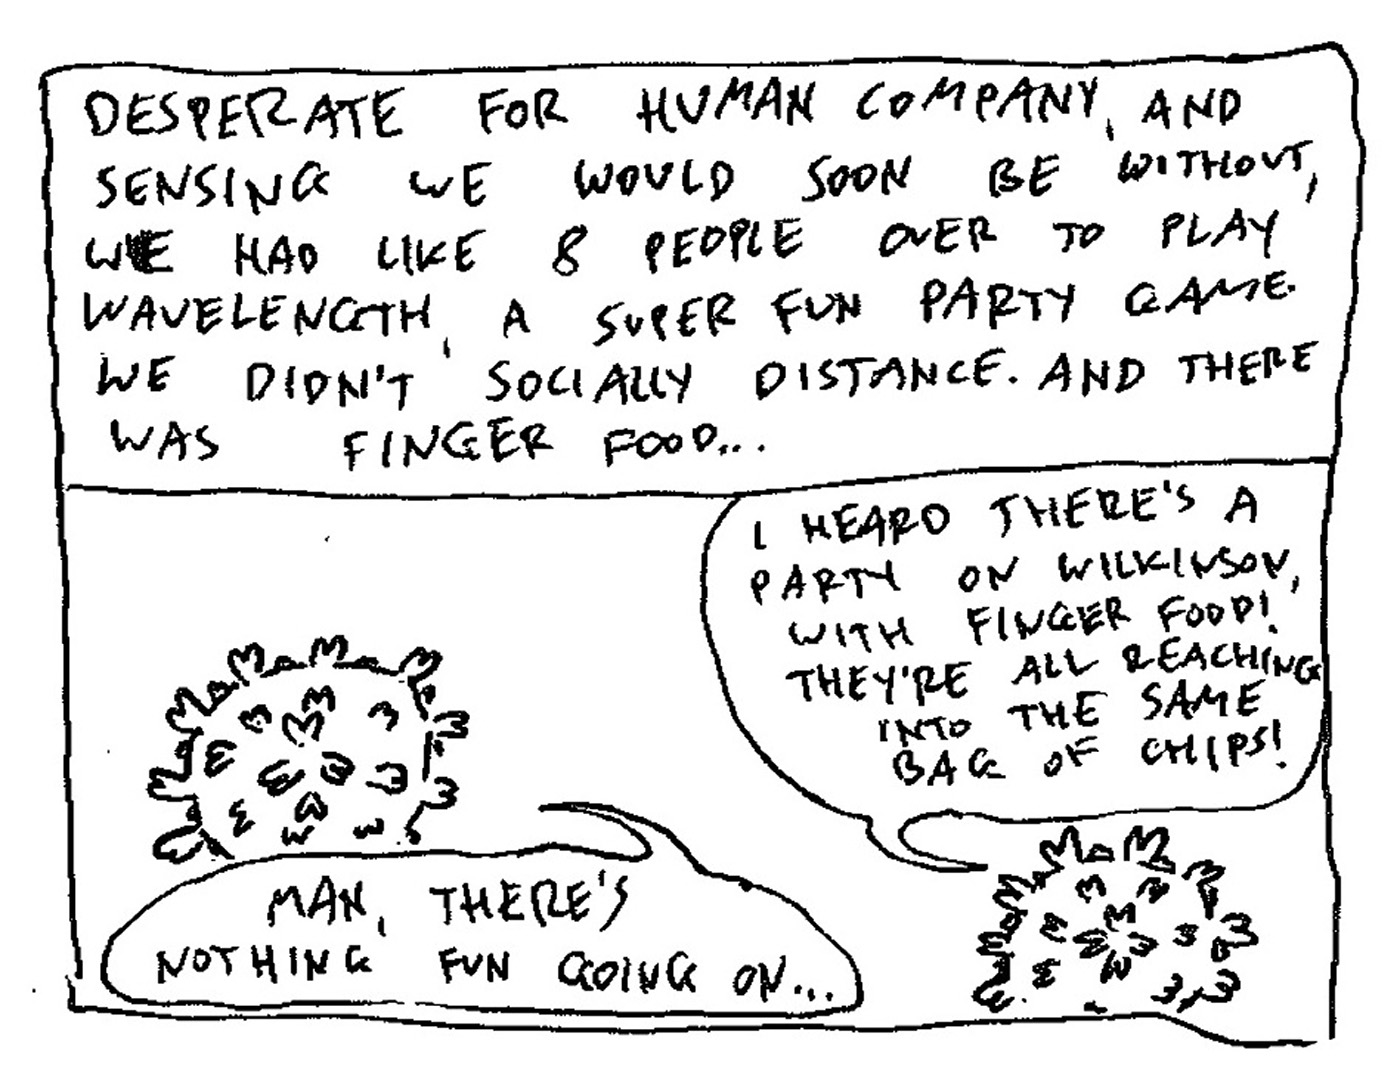 DESPERATE FOR HUMAN COMPANY, AND
SENSING WE WOULD SOON BE WITHOUT,
WE HAD LIKE 8 PEOPLE OVER TO PLAY
WAVELENGTH, A SUPER FUN PARTY GAME.
WE DIDN'T SOCIALLY DISTANCE. AND THERE
WAS FINGER FOOD...
I HEARD THERE'S A
PARTY ON WILKINSON,
WITH FINGER FOOD!
THEY'RE ALL REACHING
INTO THE SAME
BAG OF CHIPS!
MAN, THERE'S
NOTHING FUN GOING ON...